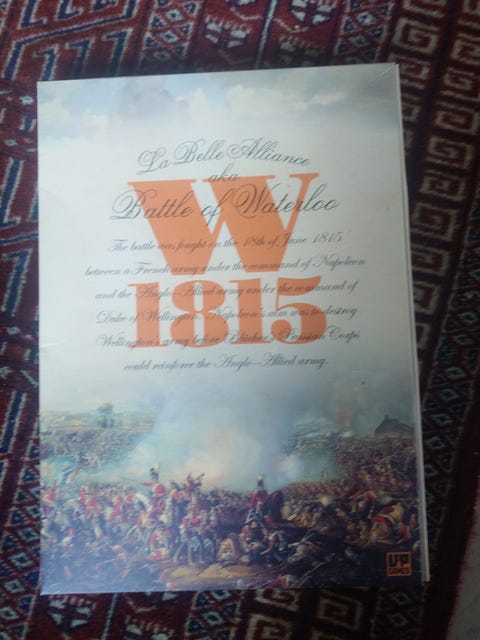 La Belle Alliance
aka
Battle of Waterloo
W
1815
The battle was fought on the 18th of June 1815
between a French army under the command of Napoleon
and the Anglo-Allied army under the command of
Duke of Wellington. Napoleon's aim was to destroy
Wellington's army before Blücher's Prussian Corps
could reinforce the Anglo-Allied army.
UP
GAMES